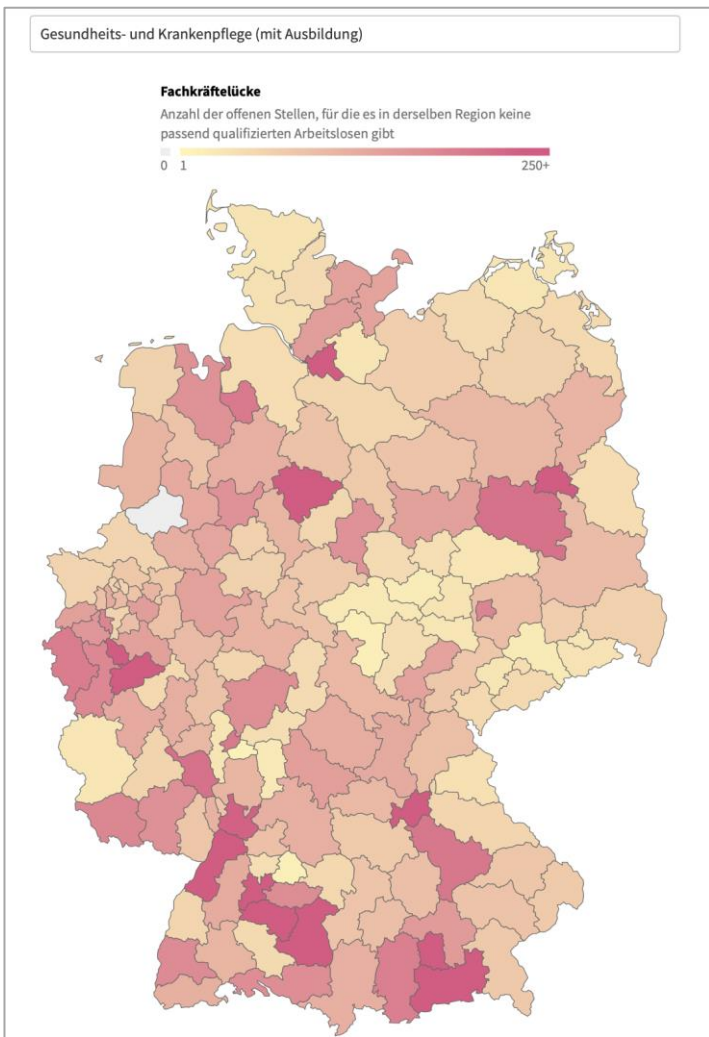 Gesundheits- und Krankenpflege (mit Ausbildung)
Fachkräftelücke
Anzahl der offenen Stellen, für die es in derselben Region keine
passend qualifizierten Arbeitslosen gibt
0 1 250+